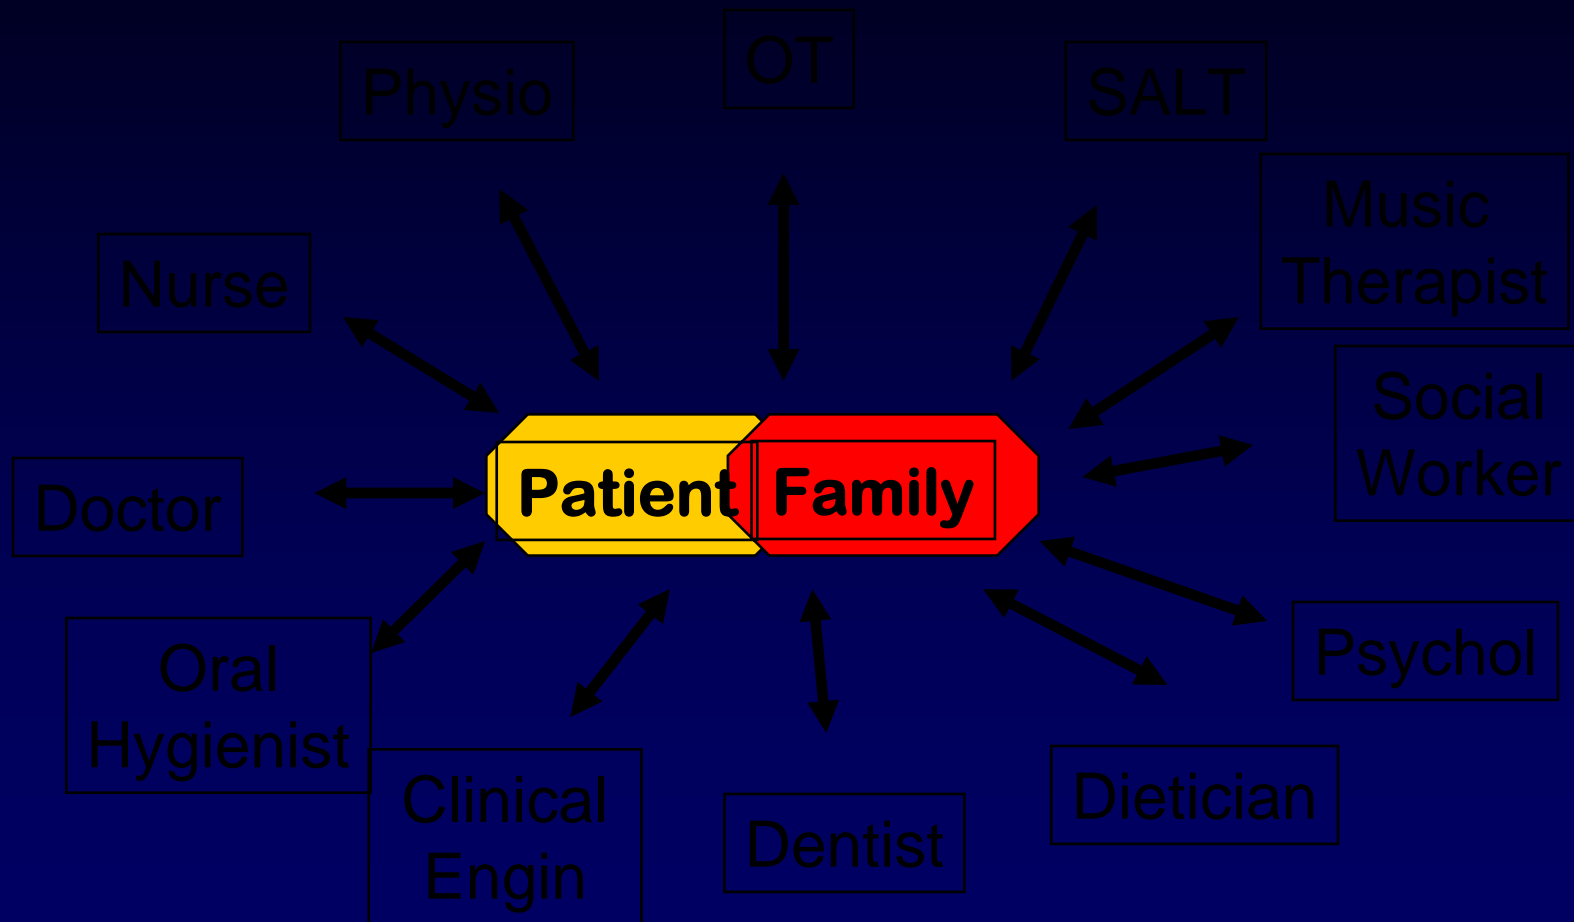 OT
Physio
SALT
Music
Therapist
Nurse
Social
Worker
Patient
Family
Doctor
Psychol
Oral
Hygienist
Clinical
Engin
Dentist
Dietician